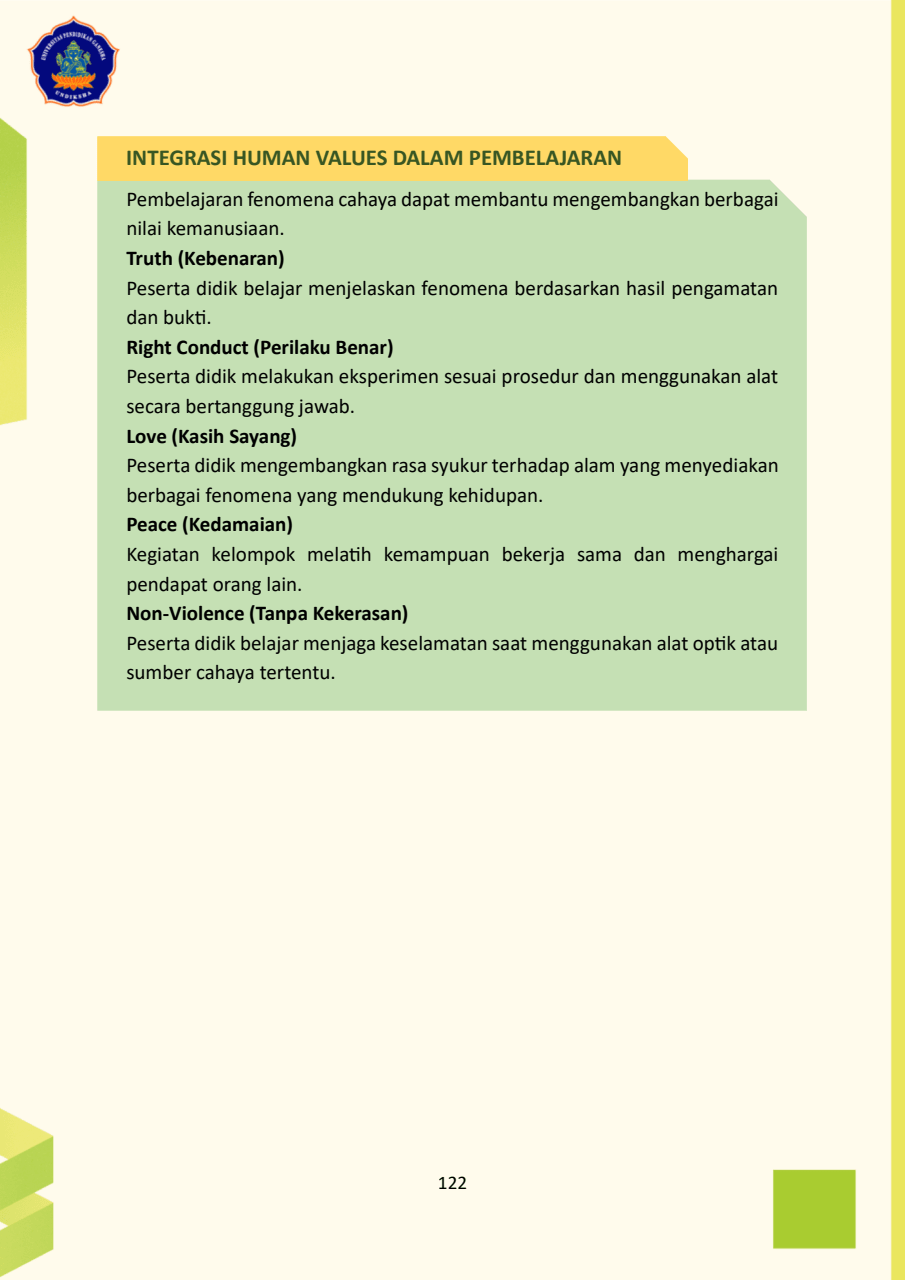 UNIVERSITAS PENDIDIKAN GANESHA
UNDIKSHA
INTEGRASI HUMAN VALUES DALAM PEMBELAJARAN
Pembelajaran fenomena cahaya dapat membantu mengembangkan berbagai
nilai kemanusiaan.
Truth (Kebenaran)
Peserta didik belajar menjelaskan fenomena berdasarkan hasil pengamatan
dan bukti.
Right Conduct (Perilaku Benar)
Peserta didik melakukan eksperimen sesuai prosedur dan menggunakan alat
secara bertanggung jawab.
Love (Kasih Sayang)
Peserta didik mengembangkan rasa syukur terhadap alam yang menyediakan
berbagai fenomena yang mendukung kehidupan.
Peace (Kedamaian)
Kegiatan kelompok melatih kemampuan bekerja sama dan menghargai
pendapat orang lain.
Non-Violence (Tanpa Kekerasan)
Peserta didik belajar menjaga keselamatan saat menggunakan alat optik atau
sumber cahaya tertentu.
122